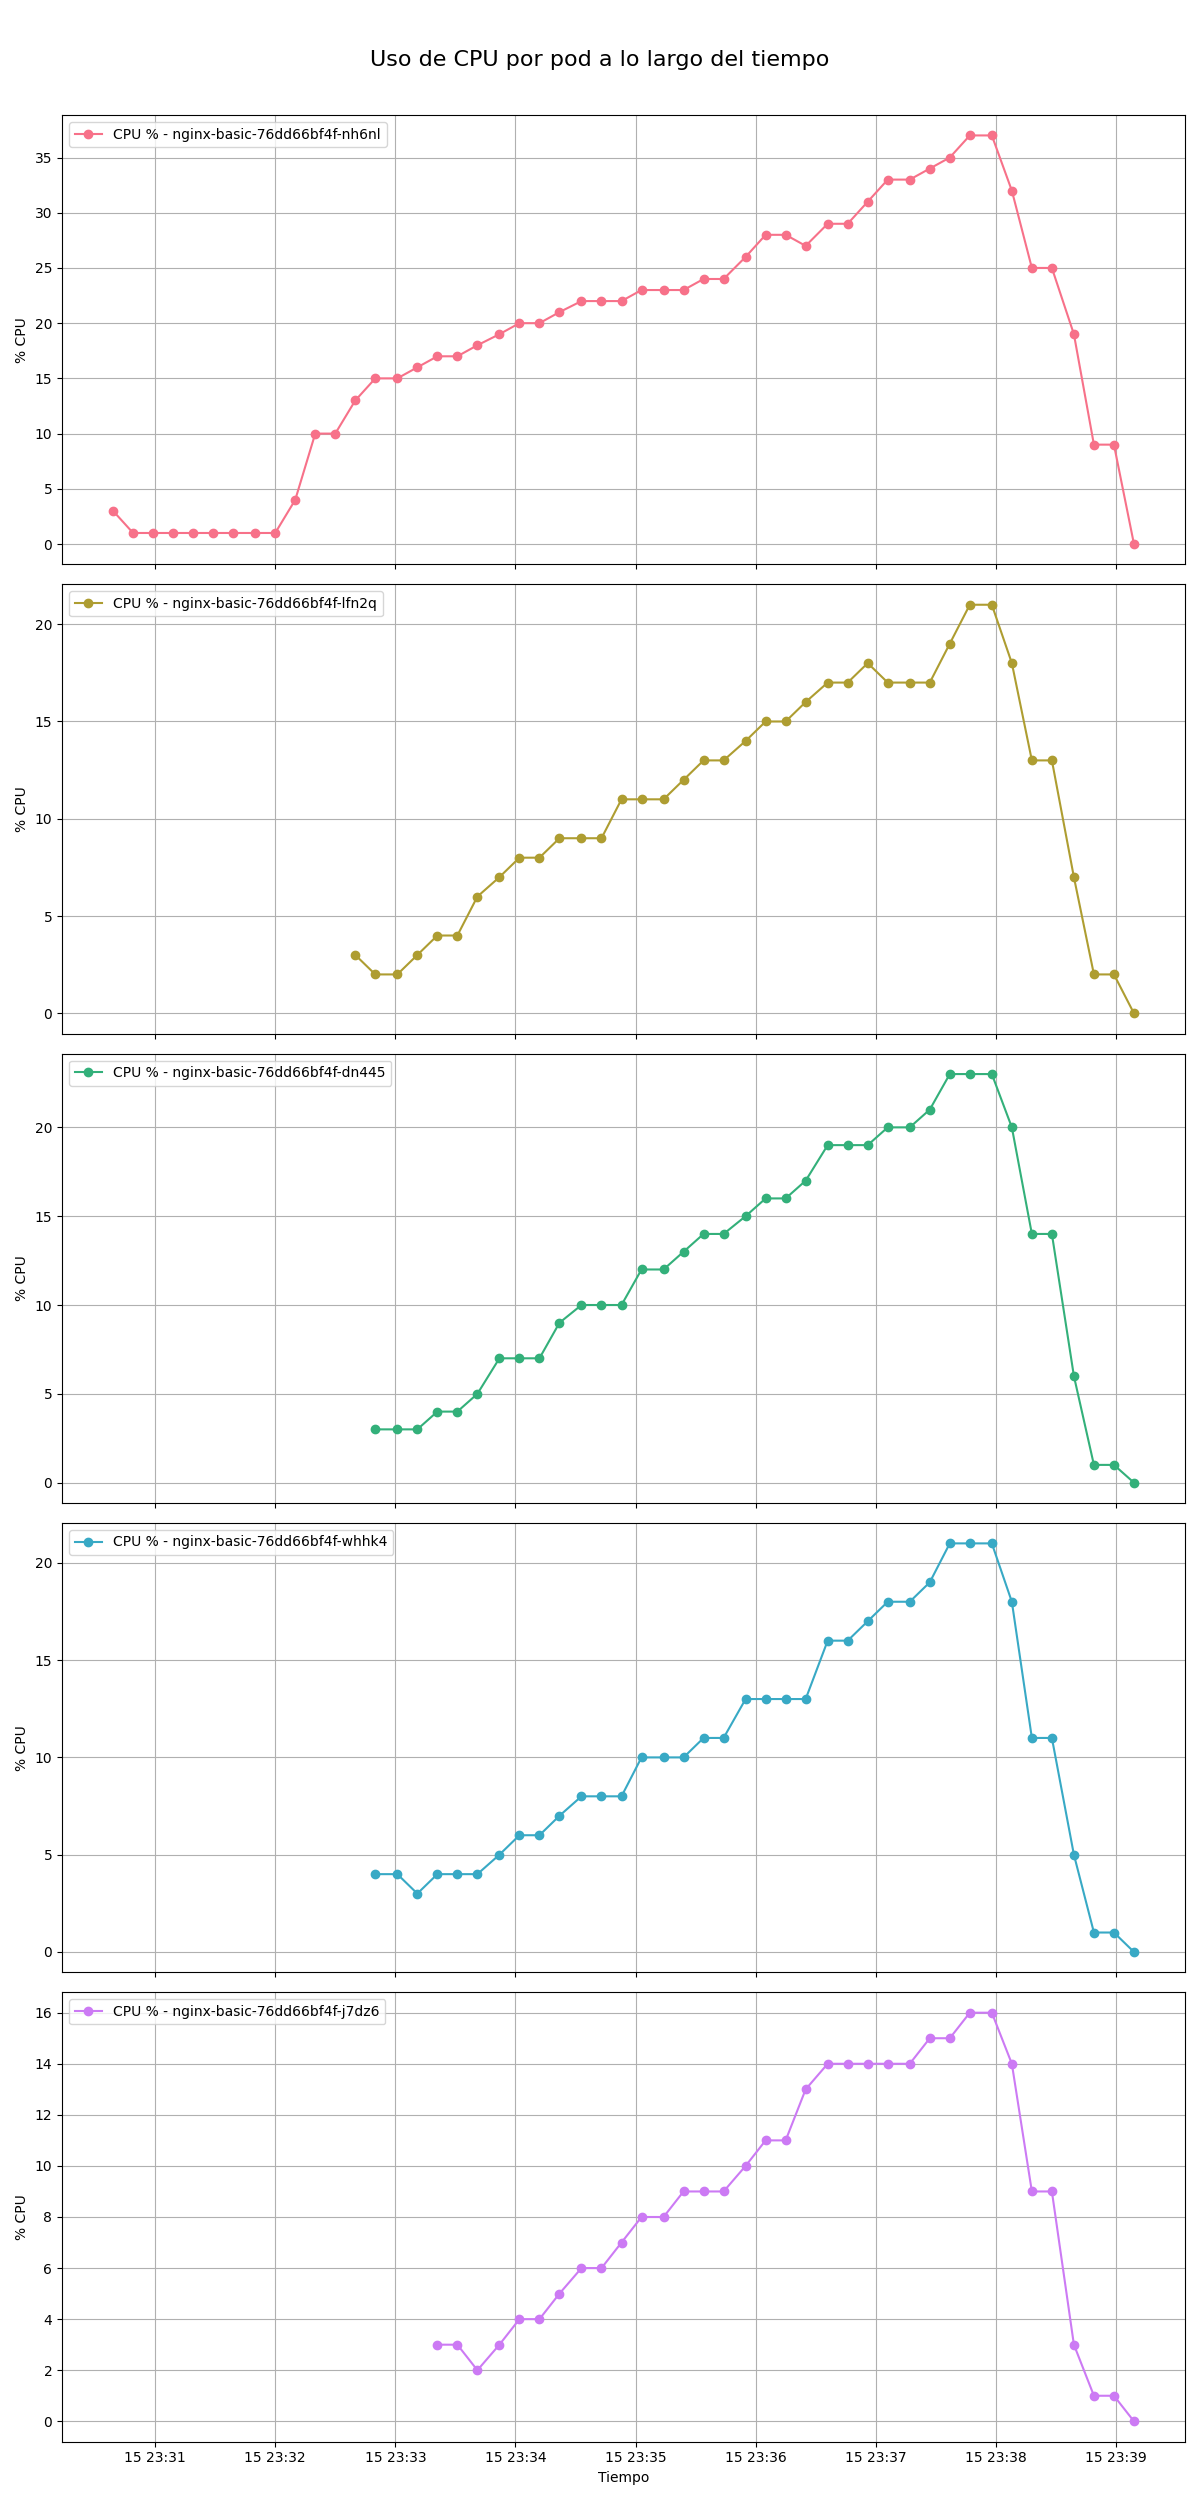 Uso de CPU por pod a lo largo del tiempo
CPU % - nginx-basic-76dd66bf4f-nh6nl
35
30
25
20
15
10
5
0
% CPU
CPU % - nginx-basic-76dd66bf4f-lfn2q
20
15
10
5
0
% CPU
CPU % - nginx-basic-76dd66bf4f-dn445
20
15
10
5
0
% CPU
CPU % - nginx-basic-76dd66bf4f-whhk4
20
15
10
5
0
% CPU
CPU % - nginx-basic-76dd66bf4f-j7dz6
16
14
12
10
8
6
4
2
0
% CPU
15 23:31 15 23:32 15 23:33 15 23:34 15 23:35 15 23:36 15 23:37 15 23:38 15 23:39
Tiempo